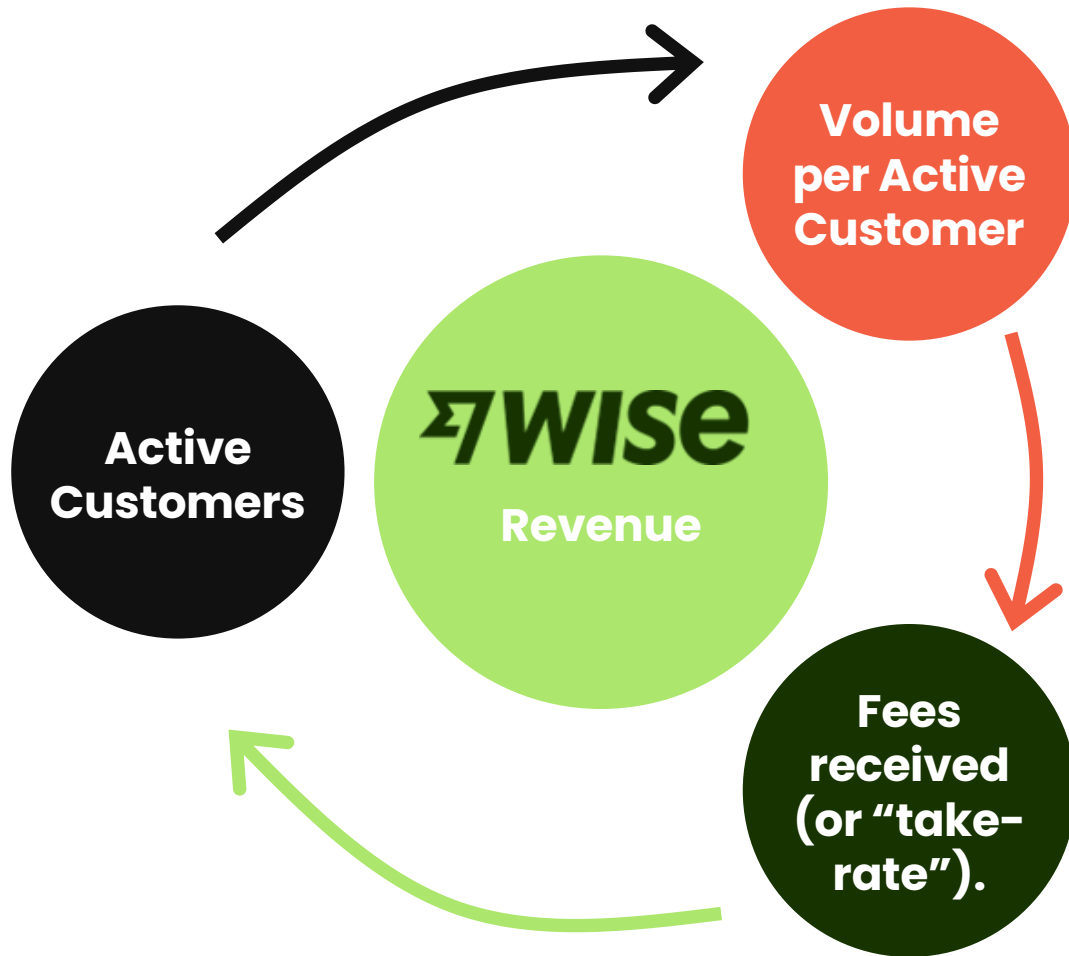 Volume
per Active
Customer
Active
Customers
wise
Revenue
Fees
received
(or “take-
rate”).